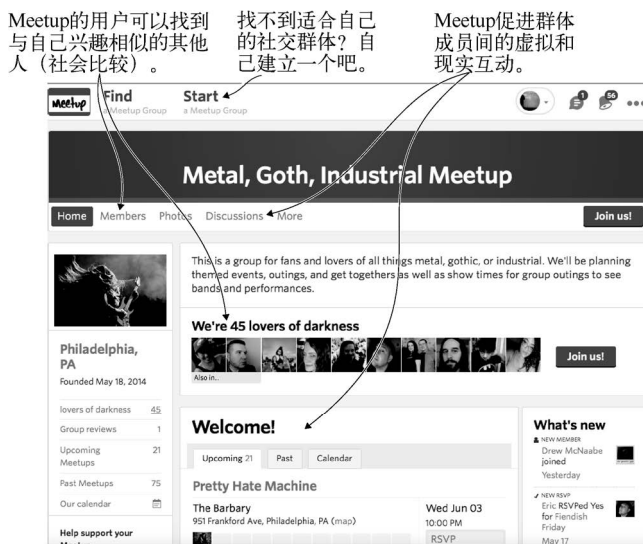 Meetup的用户可以找到
与自己兴趣相似的其他
人（社会比较）。
找不到适合自己
的社交群体？自
己建立一个吧。
Meetup促进群体
成员间的虚拟和
现实互动。
Meetup
Find
a Meetup Group
Start
a Meetup Group
1
56
Metal, Goth, Industrial Meetup
Home Members Photos Discussions More
Join us!
This is a group for fans and lovers of all things metal, gothic, or industrial. We'll be planning
themed events, outings, and get togethers as well as show times for group outings to see
bands and performances.
We're 45 lovers of darkness
Also in...
Join us!
Philadelphia,
PA
Founded May 18, 2014
lovers of darkness 45
Group reviews 1
Upcoming 21
Meetups
Past Meetups 75
Our calendar
Help support your
Welcome!
Upcoming 21 Past Calendar
Pretty Hate Machine
The Barbary
951 Frankford Ave, Philadelphia, PA (map)
Wed Jun 03
10:00 PM
RSVP
What's new
NEW MEMBER
Drew McNaabe
joined
Yesterday
NEW RSVP
Eric RSVPed Yes
for Fiendish
Friday
May 17